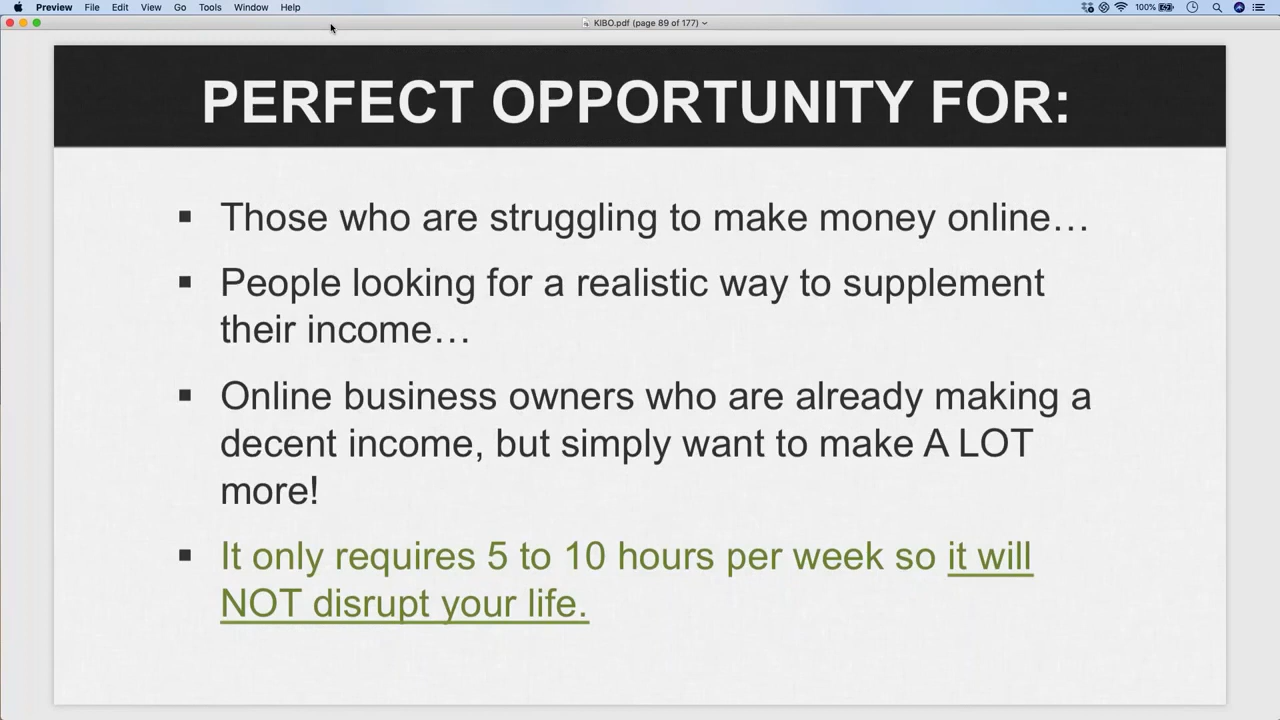 Preview File Edit View Go Tools Window Help 100%
KIBO.pdf (page 89 of 177)
PERFECT OPPORTUNITY FOR:
▪ Those who are struggling to make money online…
▪ People looking for a realistic way to supplement
their income…
▪ Online business owners who are already making a
decent income, but simply want to make A LOT
more!
▪ It only requires 5 to 10 hours per week so it will
NOT disrupt your life.